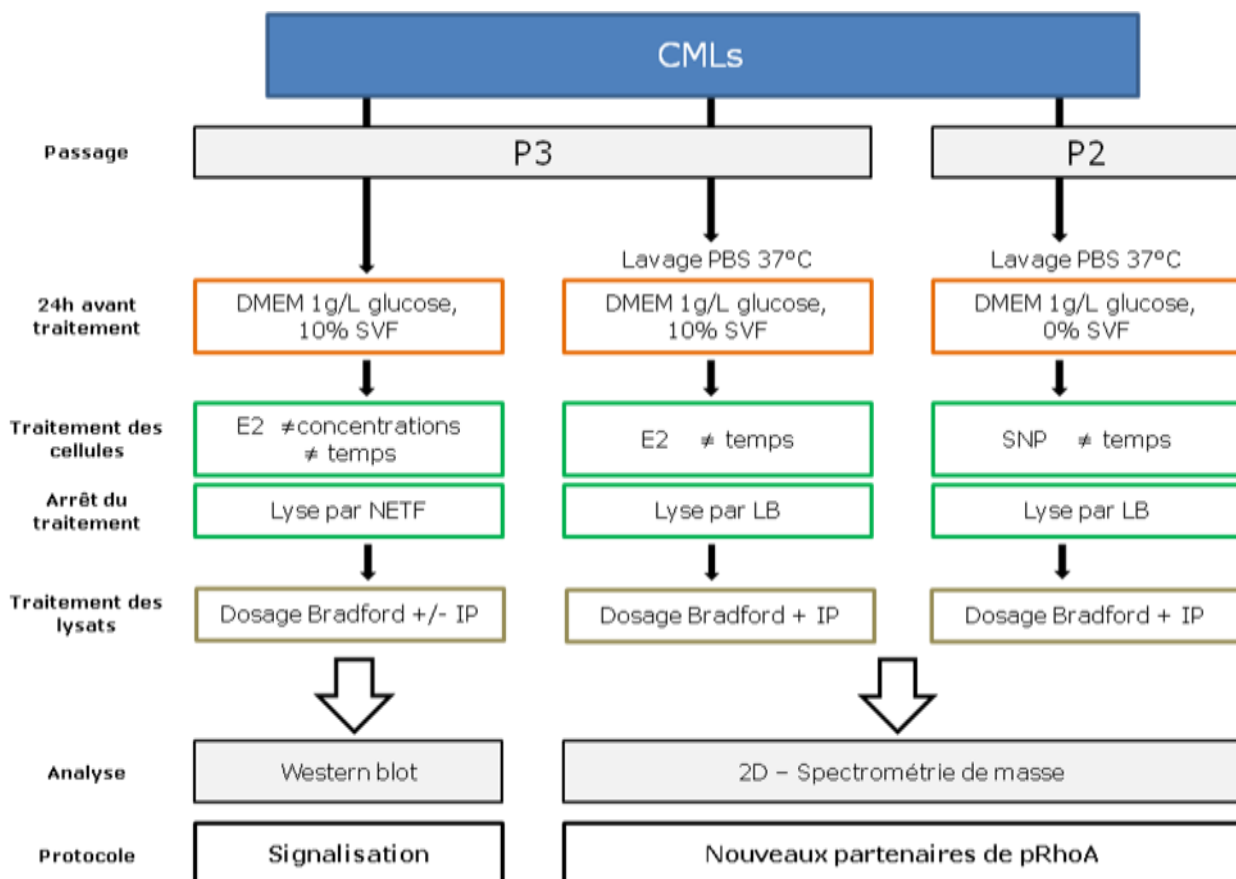 CMLs
Passage
P3
P2
Lavage PBS 37°C
Lavage PBS 37°C
24h avant
traitement
DMEM 1g/L glucose,
10% SVF
DMEM 1g/L glucose,
10% SVF
DMEM 1g/L glucose,
0% SVF
Traitement des
cellules
E2 ≠concentrations
≠ temps
E2 ≠ temps
SNP ≠ temps
Arrêt du
traitement
Lyse par NETF
Lyse par LB
Lyse par LB
Traitement des
lysats
Dosage Bradford +/- IP
Dosage Bradford + IP
Dosage Bradford + IP
Analyse
Western blot
2D – Spectrométrie de masse
Protocole
Signalisation
Nouveaux partenaires de pRhoA